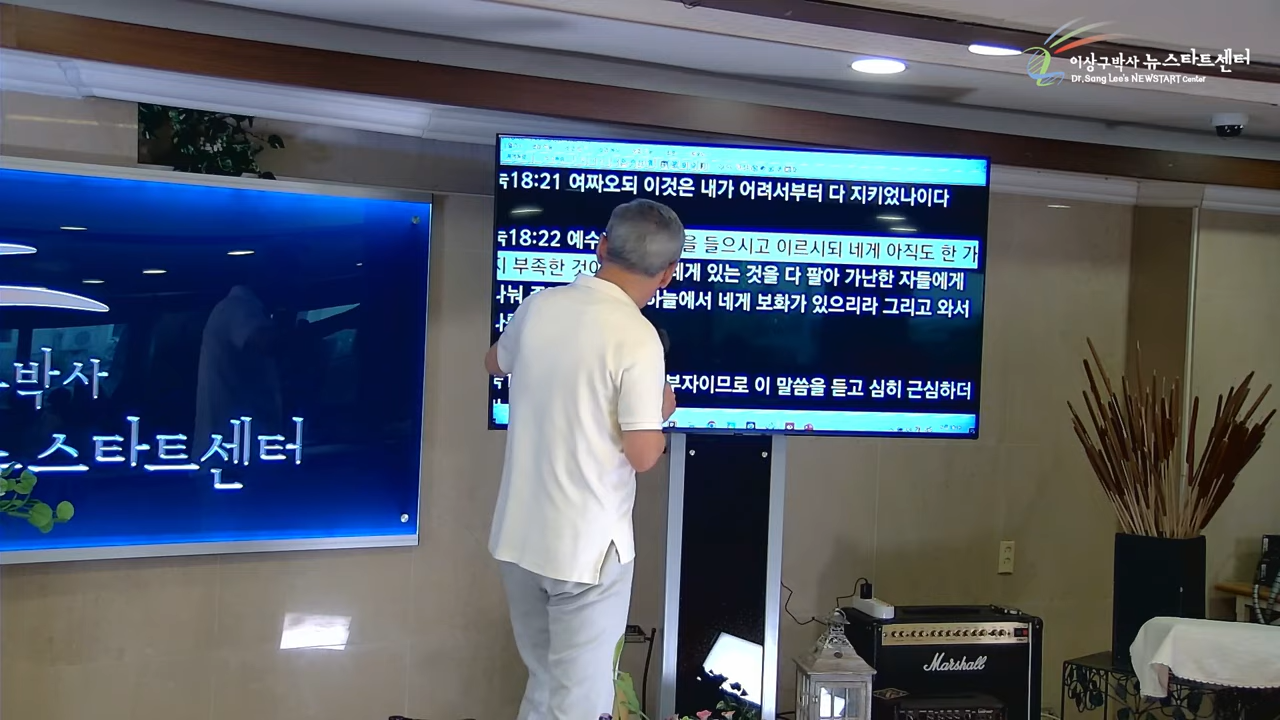 이상구박사 뉴스타트센터
Dr. Sang Lee's NEWSTART Center
18:21 여짜오되 이것은 내가 어려서부터 다 지키었나이다
18:22 예수 을 들으시고 이르시되 네게 아직도 한 가
지 부족한 것이 네게 있는 것을 다 팔아 가난한 자들에게
나눠 하늘에서 네게 보화가 있으리라 그리고 와서
부자이므로 이 말씀을 듣고 심히 근심하더
박사
뉴스타트센터
Marshall